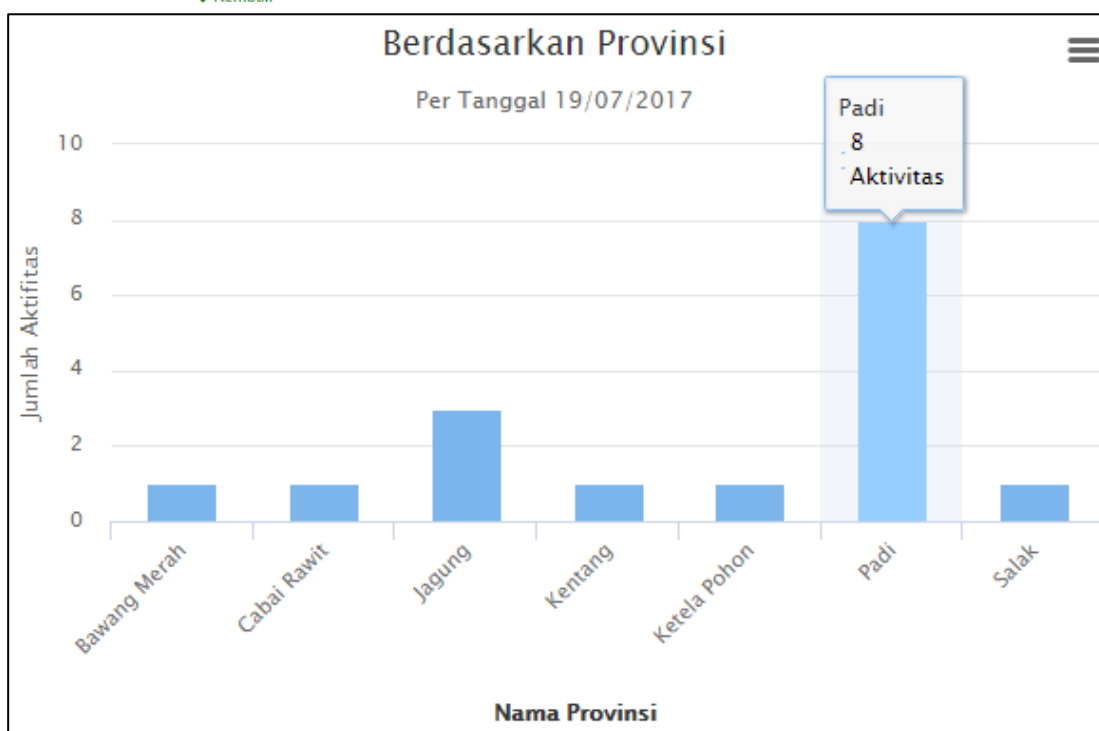 Kembali
Berdasarkan Provinsi
Per Tanggal 19/07/2017
Padi
8
Aktivitas
Jumlah Aktifitas
10
8
6
4
2
0
Bawang Merah
Cabai Rawit
Jagung
Kentang
Ketela Pohon
Padi
Salak
Nama Provinsi